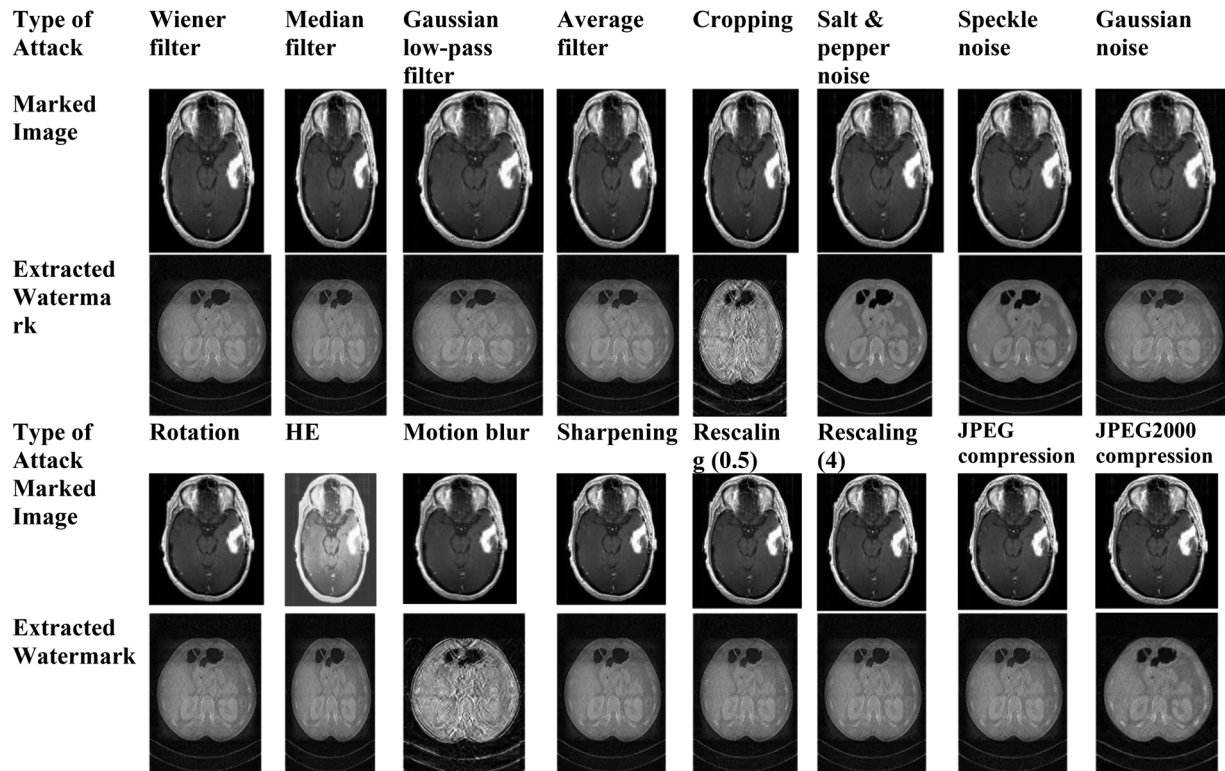 Type of Attack Wiener filter Median filter Gaussian low-pass filter Average filter Cropping Salt & pepper noise Speckle noise Gaussian noise
Marked Image
Extracted Waterma rk
Type of Attack Rotation HE Motion blur Sharpening Rescalin g (0.5) Rescaling (4) JPEG compression JPEG2000 compression
Marked Image
Extracted Watermark